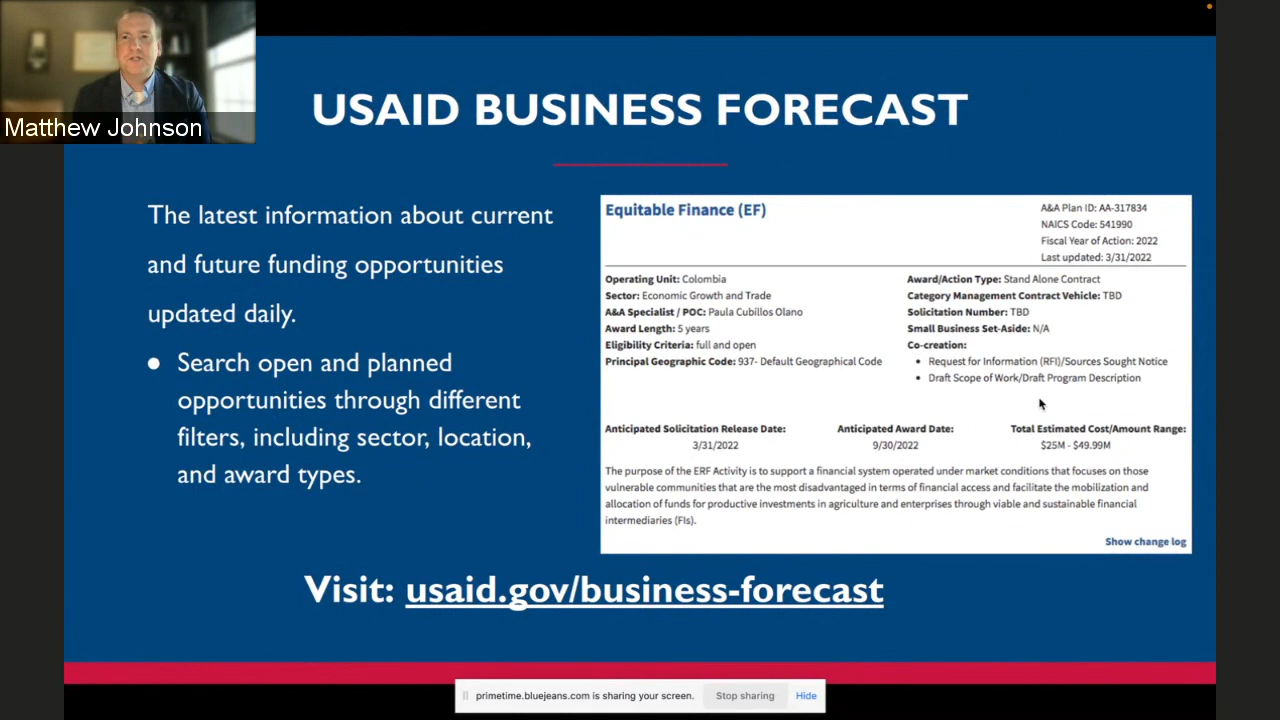 Matthew Johnson
USAID BUSINESS FORECAST
The latest information about current
and future funding opportunities
updated daily.
● Search open and planned
opportunities through different
filters, including sector, location,
and award types.
Equitable Finance (EF)
A&A Plan ID: AA-317834
NAICS Code: 541990
Fiscal Year of Action: 2022
Last updated: 3/31/2022
Operating Unit: Colombia
Sector: Economic Growth and Trade
A&A Specialist / POC: Paula Cubillos Olano
Award Length: 5 years
Eligibility Criteria: full and open
Principal Geographic Code: 937- Default Geographical Code
Award/Action Type: Stand Alone Contract
Category Management Contract Vehicle: TBD
Solicitation Number: TBD
Small Business Set-Aside: N/A
Co-creation:
• Request for Information (RFI)/Sources Sought Notice
• Draft Scope of Work/Draft Program Description
Anticipated Solicitation Release Date:
3/31/2022
Anticipated Award Date:
9/30/2022
Total Estimated Cost/Amount Range:
$25M - $49.99M
The purpose of the ERF Activity is to support a financial system operated under market conditions that focuses on those
vulnerable communities that are the most disadvantaged in terms of financial access and facilitate the mobilization and
allocation of funds for productive investments in agriculture and enterprises through viable and sustainable financial
intermediaries (FIs).
Show change log
Visit: usaid.gov/business-forecast
primetime.bluejeans.com is sharing your screen.
Stop sharing
Hide